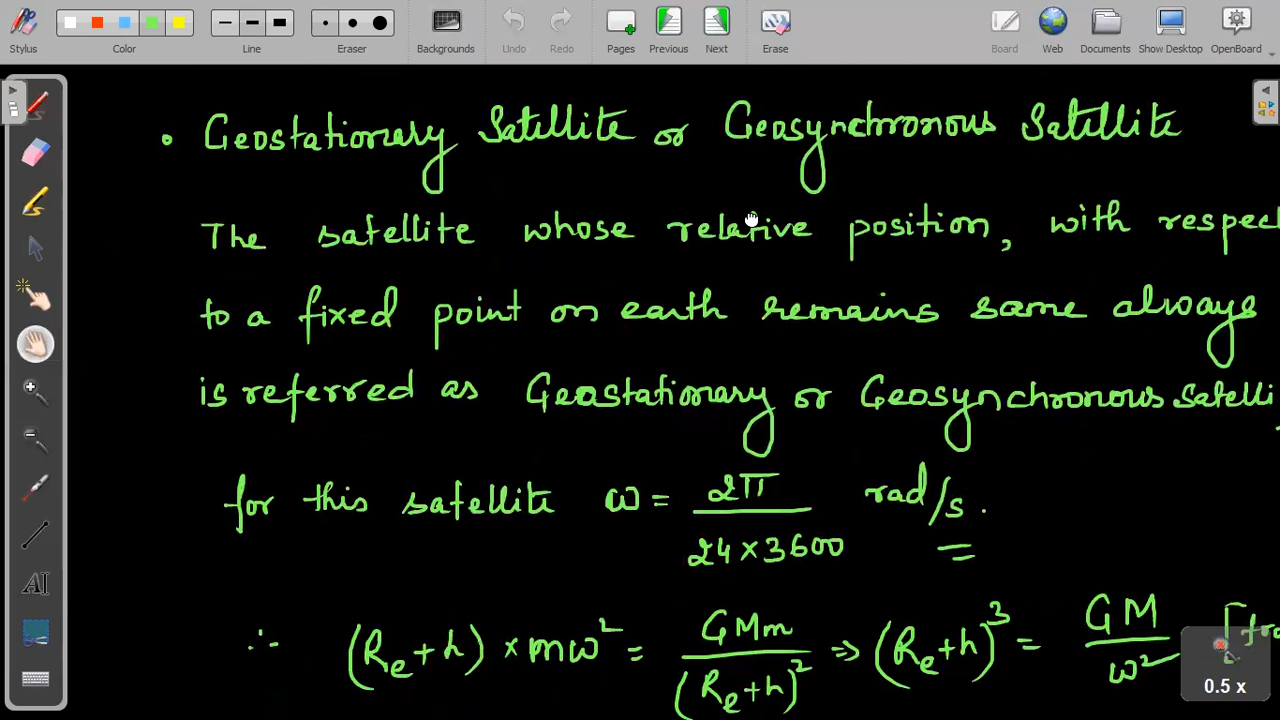 Stylus
Color
Line
Eraser
Backgrounds
Undo
Redo
Pages
Previous
Next
Erase
Board
Web
Documents
Show Desktop
OpenBoard
• Geostationary Satellite or Geosynchronous Satellite
The satellite whose relative position, with respec
to a fixed point on earth remains same always
is referred as Geostationary or Geosynchronous satelli
for this satellite ω = 2π / 24 × 3600 rad/s.
∴ (Re+h) × mω² = GMm / (Re+h)² ⇒ (Re+h)³ = GM / ω² [fro
0.5 x